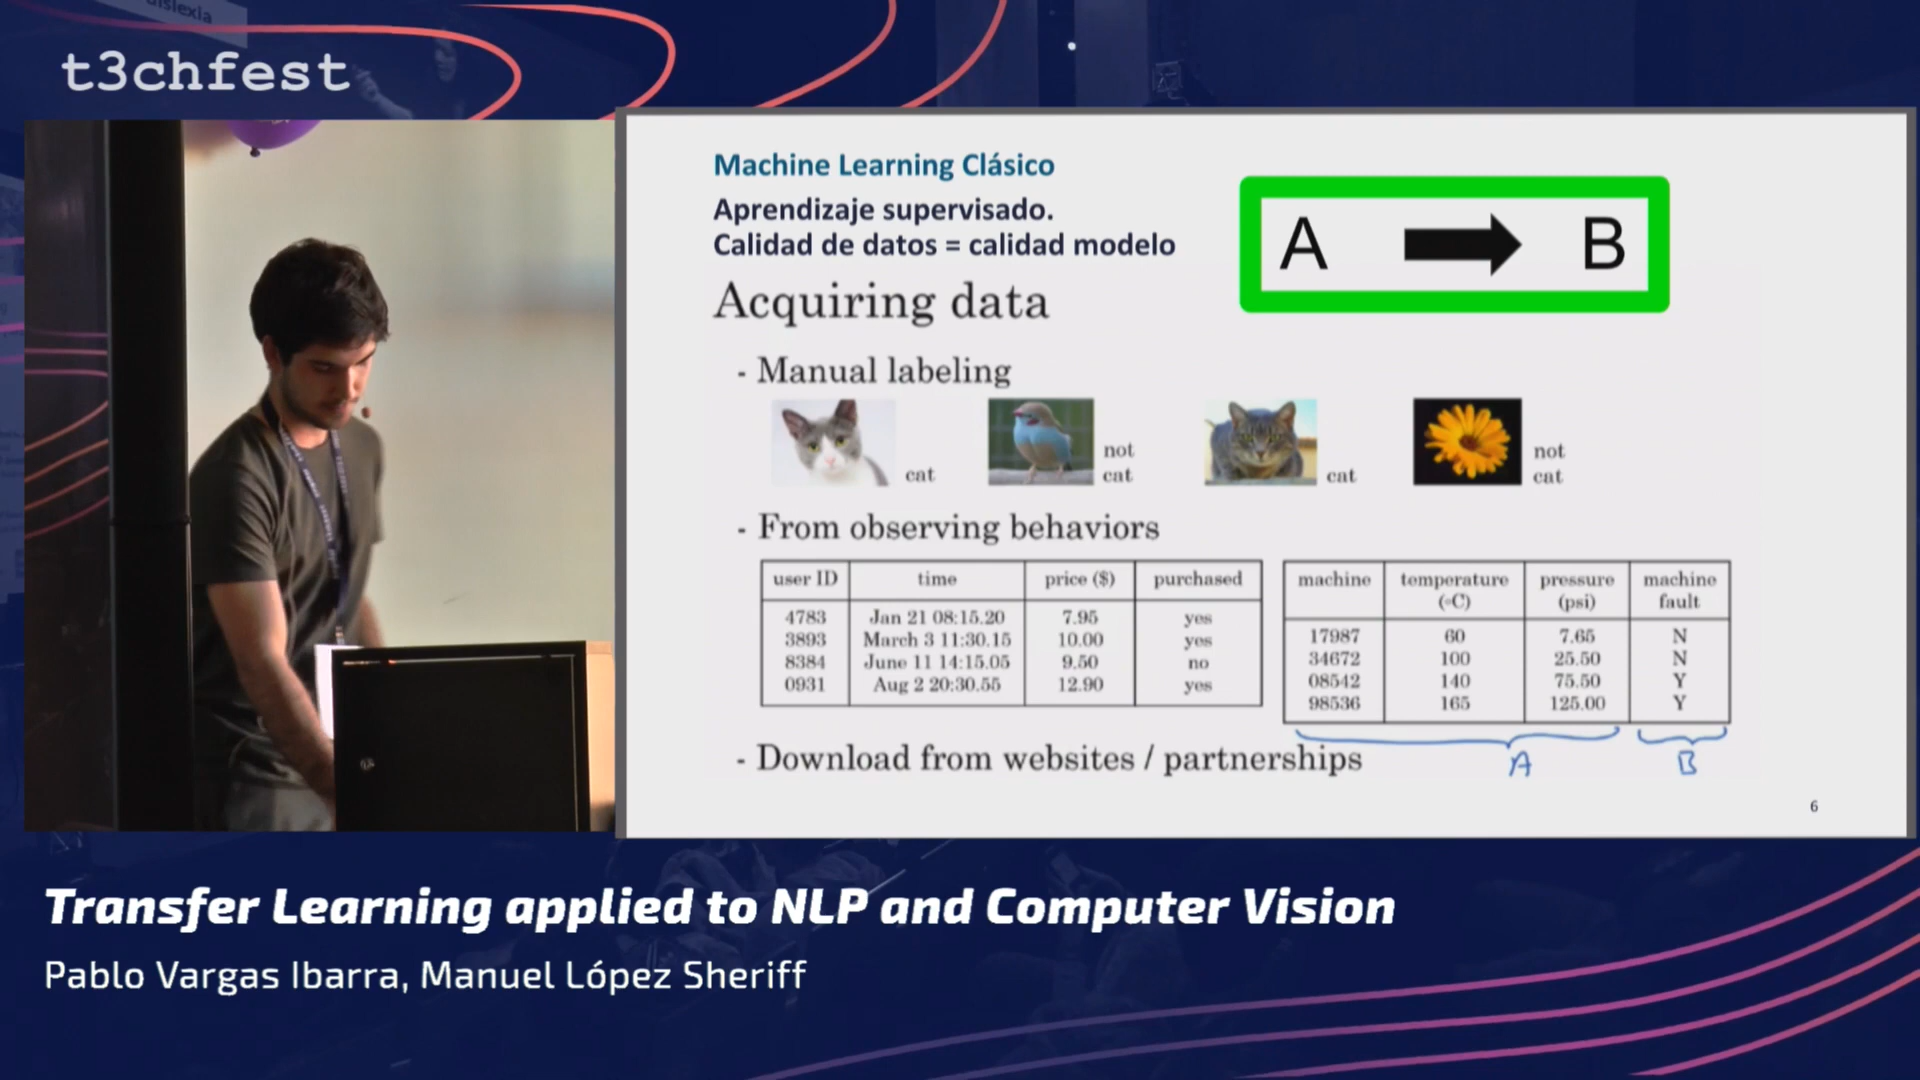 dislexia
t3chfest
Machine Learning Clásico
Aprendizaje supervisado.
Calidad de datos = calidad modelo
A B
Acquiring data
- Manual labeling
cat
not
cat
cat
not
cat
- From observing behaviors
user ID time price ($) purchased
4783 Jan 21 08:15.20 7.95 yes
3893 March 3 11:30.15 10.00 yes
8384 June 11 14:15.05 9.50 no
0931 Aug 2 20:30.55 12.90 yes
machine temperature pressure machine
(°C) (psi) fault
17987 60 7.65 N
34672 100 25.50 N
08542 140 75.50 Y
98536 165 125.00 Y
- Download from websites / partnerships
A B
6
Transfer Learning applied to NLP and Computer Vision
Pablo Vargas Ibarra, Manuel López Sheriff